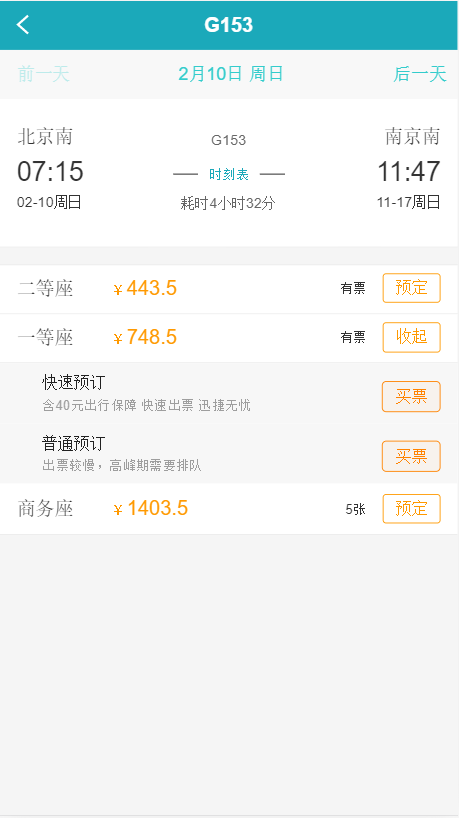 G153
前一天 2月10日 周日 后一天
北京南 G153 南京南
07:15 时刻表 11:47
02-10周日 耗时4小时32分 11-17周日
二等座 ¥ 443.5 有票 预定
一等座 ¥ 748.5 有票 收起
快速预订
含40元出行保障 快速出票 迅捷无忧 买票
普通预订
出票较慢，高峰期需要排队 买票
商务座 ¥ 1403.5 5张 预定